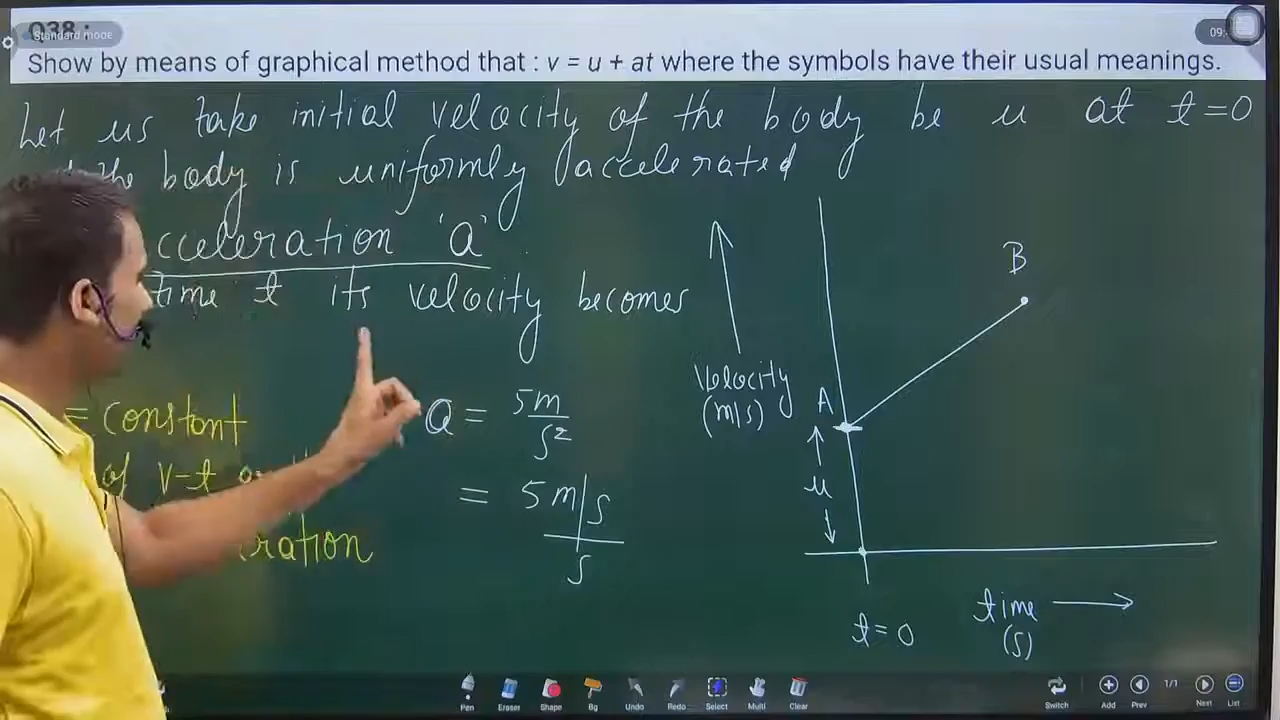 Q38 :
Standard mode
09:
Show by means of graphical method that : v = u + at where the symbols have their usual meanings.
Let us take initial velocity of the body be u at t=0
the body is uniformly accelerated
cceleration 'a'
time t its velocity becomes
= constant
of v-t
ration
a = 5m/s²
= 5m/s/s
Velocity
(m/s)
A
B
u
t=0
time
(s)
Pen
Eraser
Shape
Bg
Undo
Redo
Select
Multi
Clear
Switch
Add
Prev
1/1
Next
List